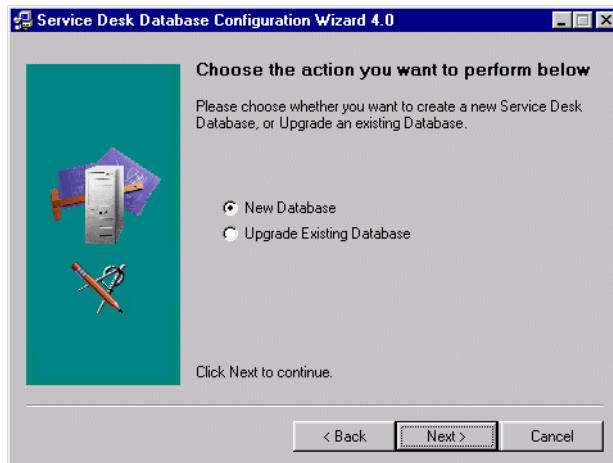 Service Desk Database Configuration Wizard 4.0
Choose the action you want to perform below
Please choose whether you want to create a new Service Desk
Database, or Upgrade an existing Database.
New Database
Upgrade Existing Database
Click Next to continue.
< Back
Next >
Cancel